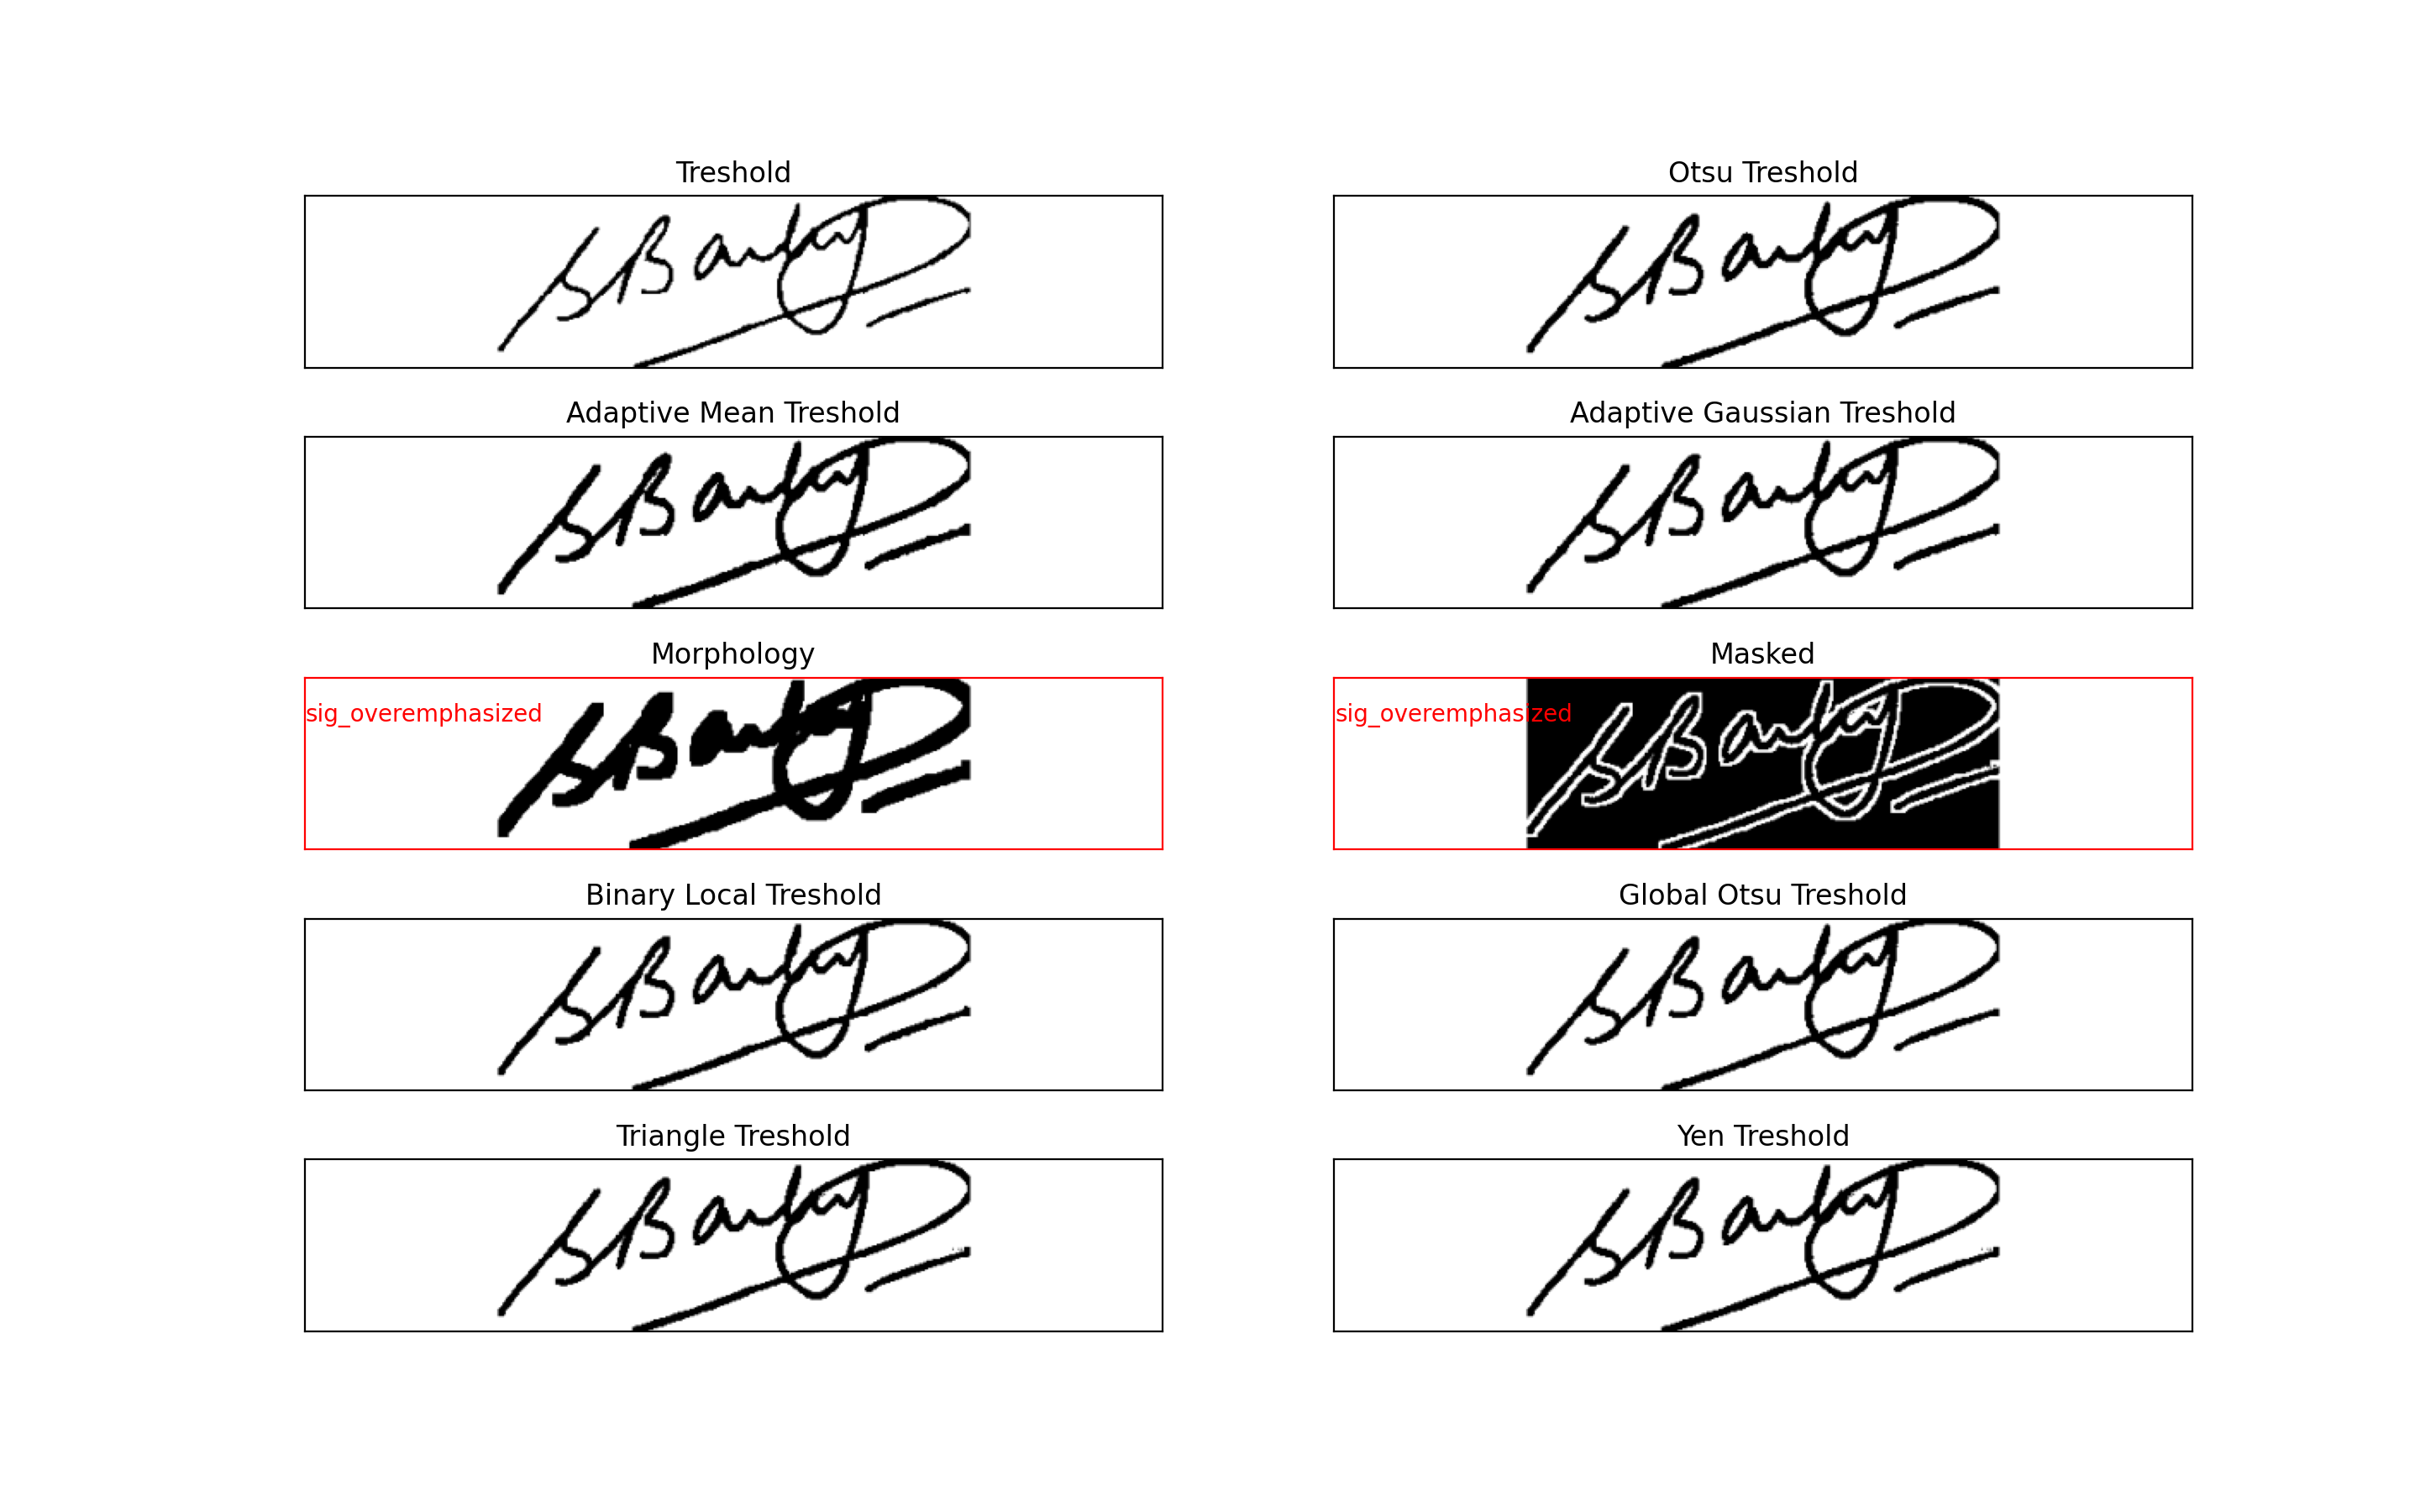 Treshold
Otsu Treshold
Adaptive Mean Treshold
Adaptive Gaussian Treshold
Morphology
Masked
sig_overemphasized
sig_overemphasized
Binary Local Treshold
Global Otsu Treshold
Triangle Treshold
Yen Treshold